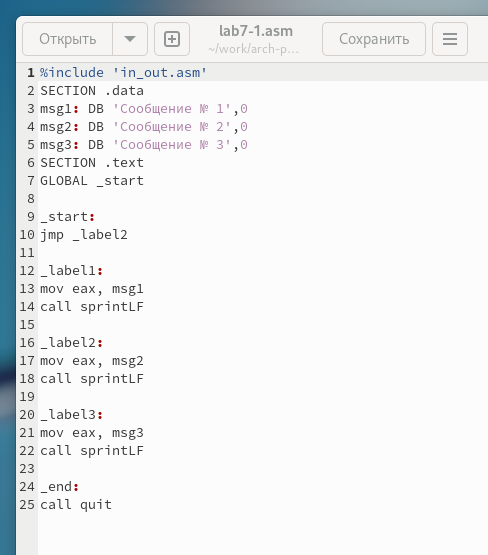 Открыть
lab7-1.asm
~/work/arch-p...
Сохранить
1 %include 'in_out.asm'
2 SECTION .data
3 msg1: DB 'Сообщение № 1',0
4 msg2: DB 'Сообщение № 2',0
5 msg3: DB 'Сообщение № 3',0
6 SECTION .text
7 GLOBAL _start
8
9 _start:
10 jmp _label2
11
12 _label1:
13 mov eax, msg1
14 call sprintLF
15
16 _label2:
17 mov eax, msg2
18 call sprintLF
19
20 _label3:
21 mov eax, msg3
22 call sprintLF
23
24 _end:
25 call quit